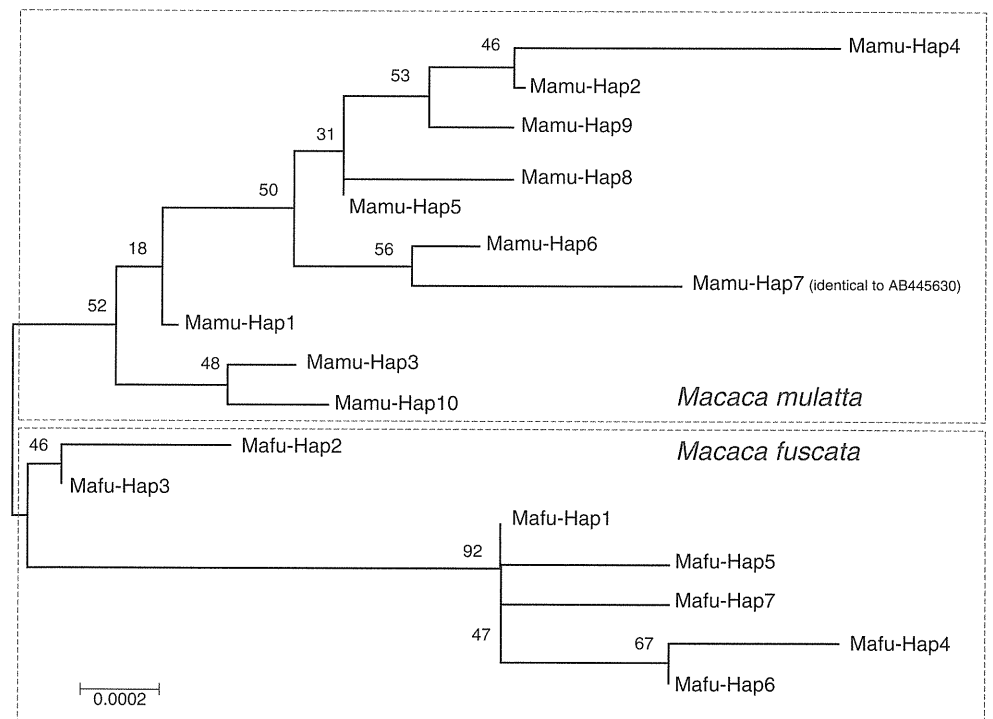 46
Mamu-Hap4
53
Mamu-Hap2
Mamu-Hap9
31
Mamu-Hap8
50
Mamu-Hap5
18
56
Mamu-Hap6
Mamu-Hap7 (identical to AB445630)
52
Mamu-Hap1
48
Mamu-Hap3
Mamu-Hap10
Macaca mulatta
46
Mafu-Hap2
Macaca fuscata
Mafu-Hap3
Mafu-Hap1
92
Mafu-Hap5
Mafu-Hap7
47
67
Mafu-Hap4
Mafu-Hap6
0.0002